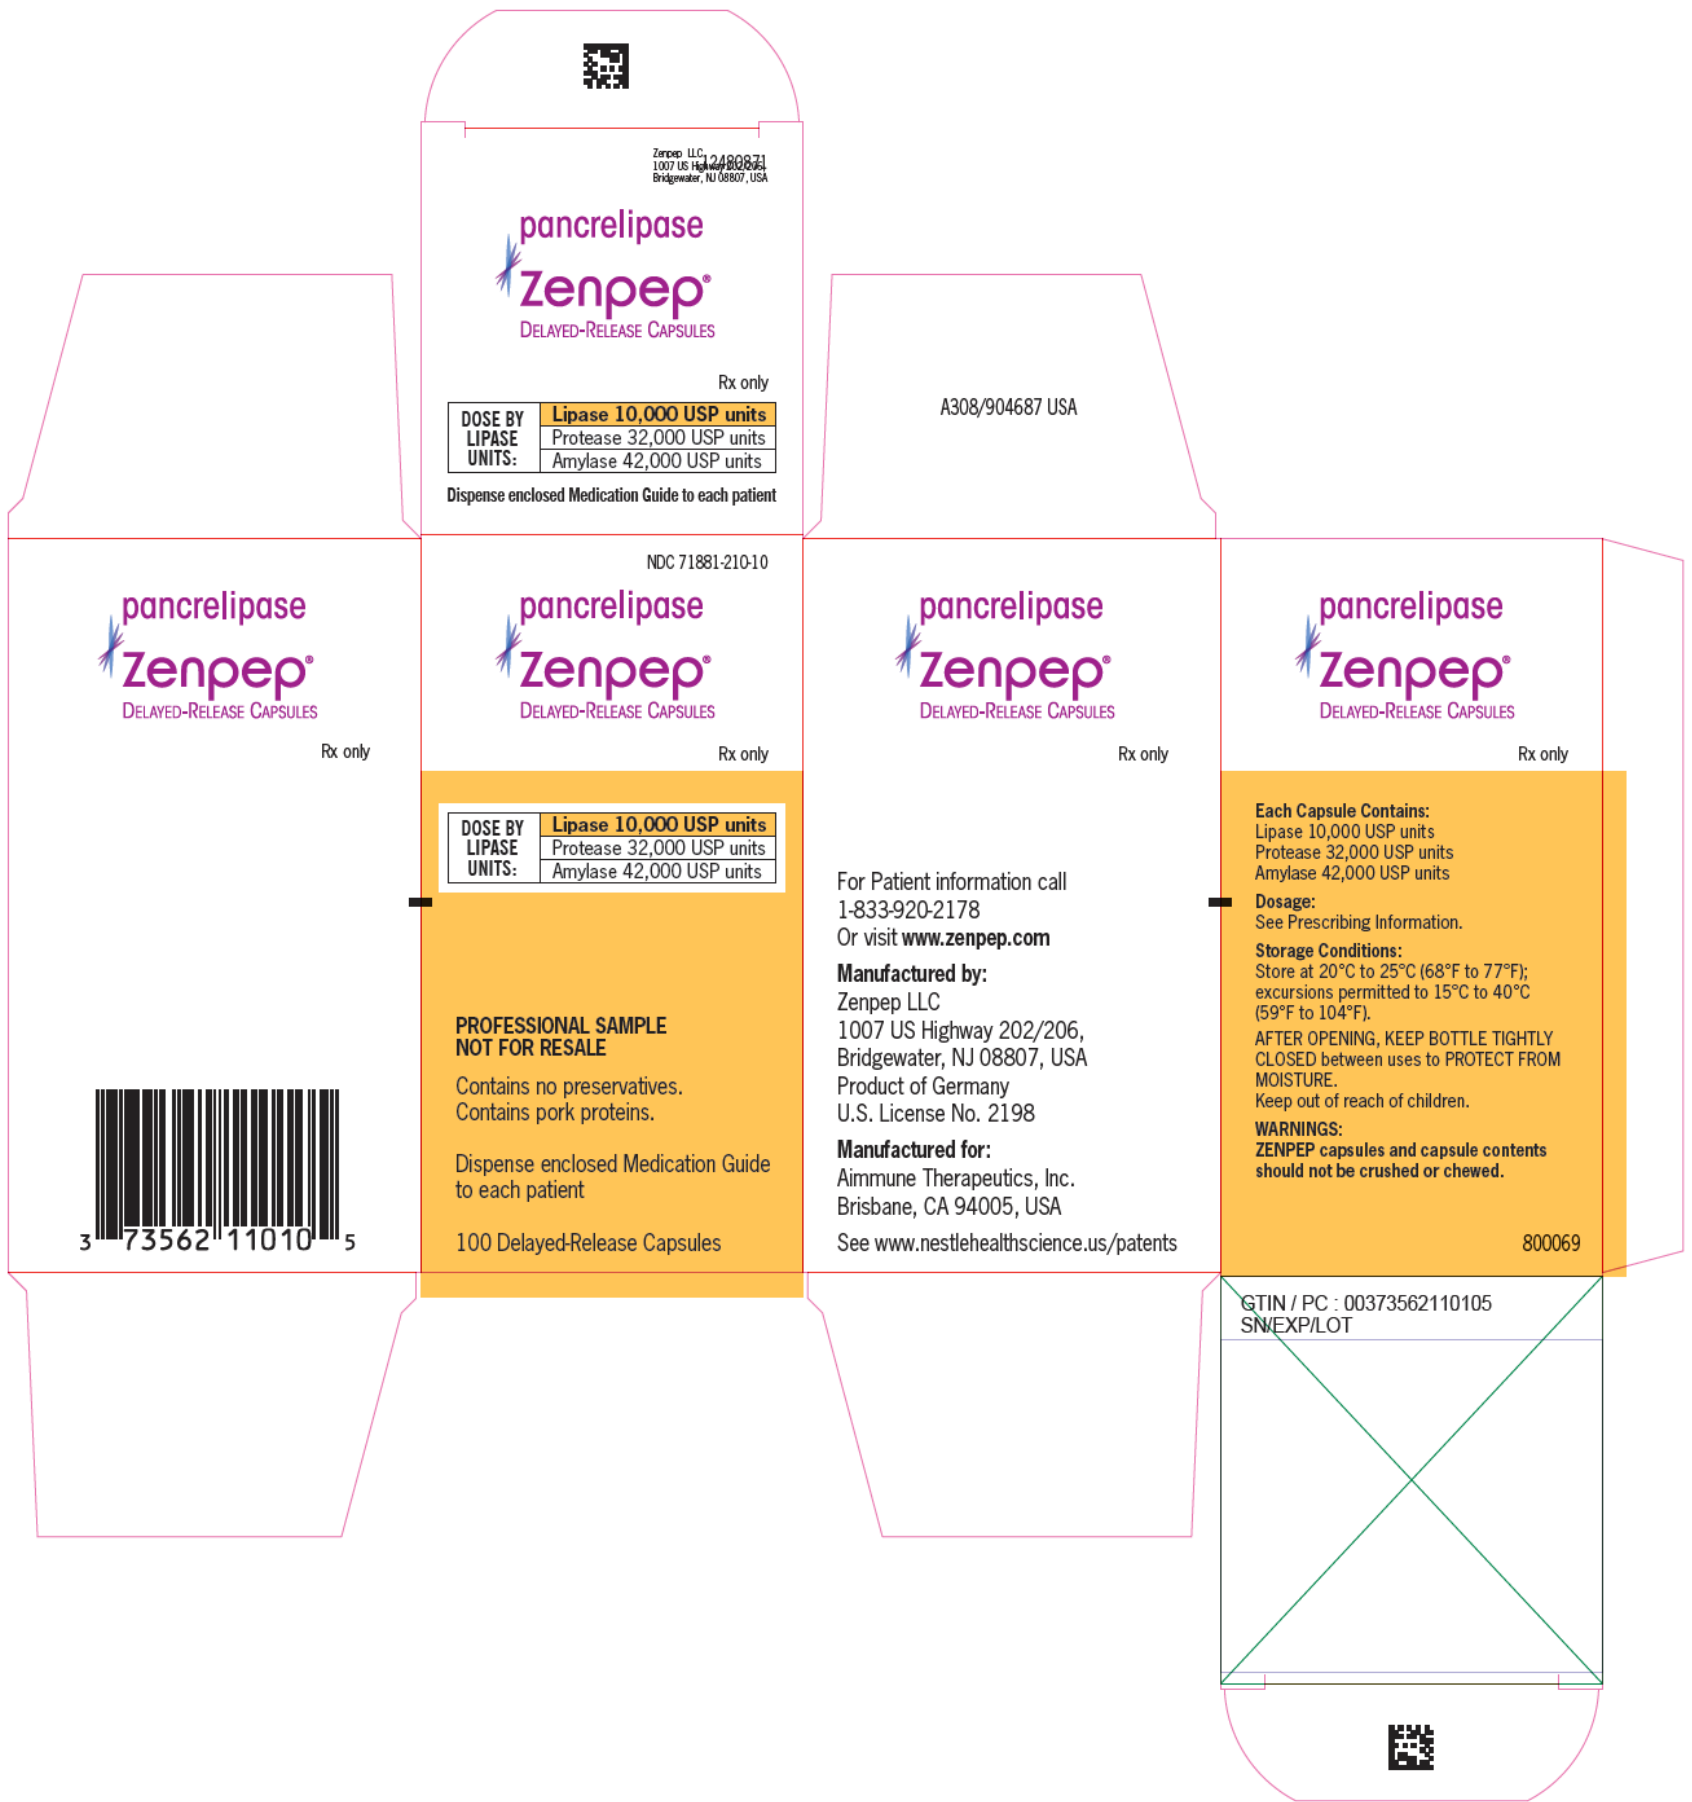 Zenpep LLC
12480871
1007 US Highway 202/206,
Bridgewater, NJ 08807, USA
pancrelipase
Zenpep®
DELAYED-RELEASE CAPSULES
Rx only
DOSE BY
LIPASE
UNITS:
Lipase 10,000 USP units
Protease 32,000 USP units
Amylase 42,000 USP units
Dispense enclosed Medication Guide to each patient
A308/904687 USA
pancrelipase
Zenpep®
DELAYED-RELEASE CAPSULES
Rx only
3 73562 11010 5
NDC 71881-210-10
pancrelipase
Zenpep®
DELAYED-RELEASE CAPSULES
Rx only
DOSE BY
LIPASE
UNITS:
Lipase 10,000 USP units
Protease 32,000 USP units
Amylase 42,000 USP units
PROFESSIONAL SAMPLE
NOT FOR RESALE
Contains no preservatives.
Contains pork proteins.
Dispense enclosed Medication Guide
to each patient
100 Delayed-Release Capsules
pancrelipase
Zenpep®
DELAYED-RELEASE CAPSULES
Rx only
For Patient information call
1-833-920-2178
Or visit www.zenpep.com
Manufactured by:
Zenpep LLC
1007 US Highway 202/206,
Bridgewater, NJ 08807, USA
Product of Germany
U.S. License No. 2198
Manufactured for:
Aimmune Therapeutics, Inc.
Brisbane, CA 94005, USA
See www.nestlehealthscience.us/patents
pancrelipase
Zenpep®
DELAYED-RELEASE CAPSULES
Rx only
Each Capsule Contains:
Lipase 10,000 USP units
Protease 32,000 USP units
Amylase 42,000 USP units
Dosage:
See Prescribing Information.
Storage Conditions:
Store at 20°C to 25°C (68°F to 77°F);
excursions permitted to 15°C to 40°C
(59°F to 104°F).
AFTER OPENING, KEEP BOTTLE TIGHTLY
CLOSED between uses to PROTECT FROM
MOISTURE.
Keep out of reach of children.
WARNINGS:
ZENPEP capsules and capsule contents
should not be crushed or chewed.
800069
GTIN / PC : 00373562110105
SN/EXP/LOT